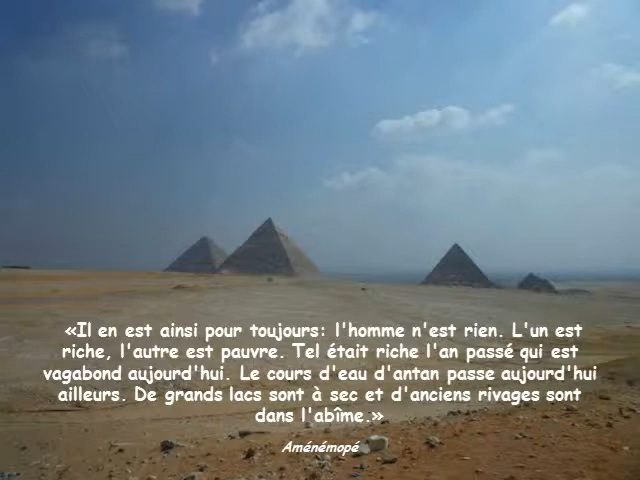 «Il en est ainsi pour toujours: l'homme n'est rien. L'un est
riche, l'autre est pauvre. Tel était riche l'an passé qui est
vagabond aujourd'hui. Le cours d'eau d'antan passe aujourd'hui
ailleurs. De grands lacs sont à sec et d'anciens rivages sont
dans l'abîme.»
Aménémopé